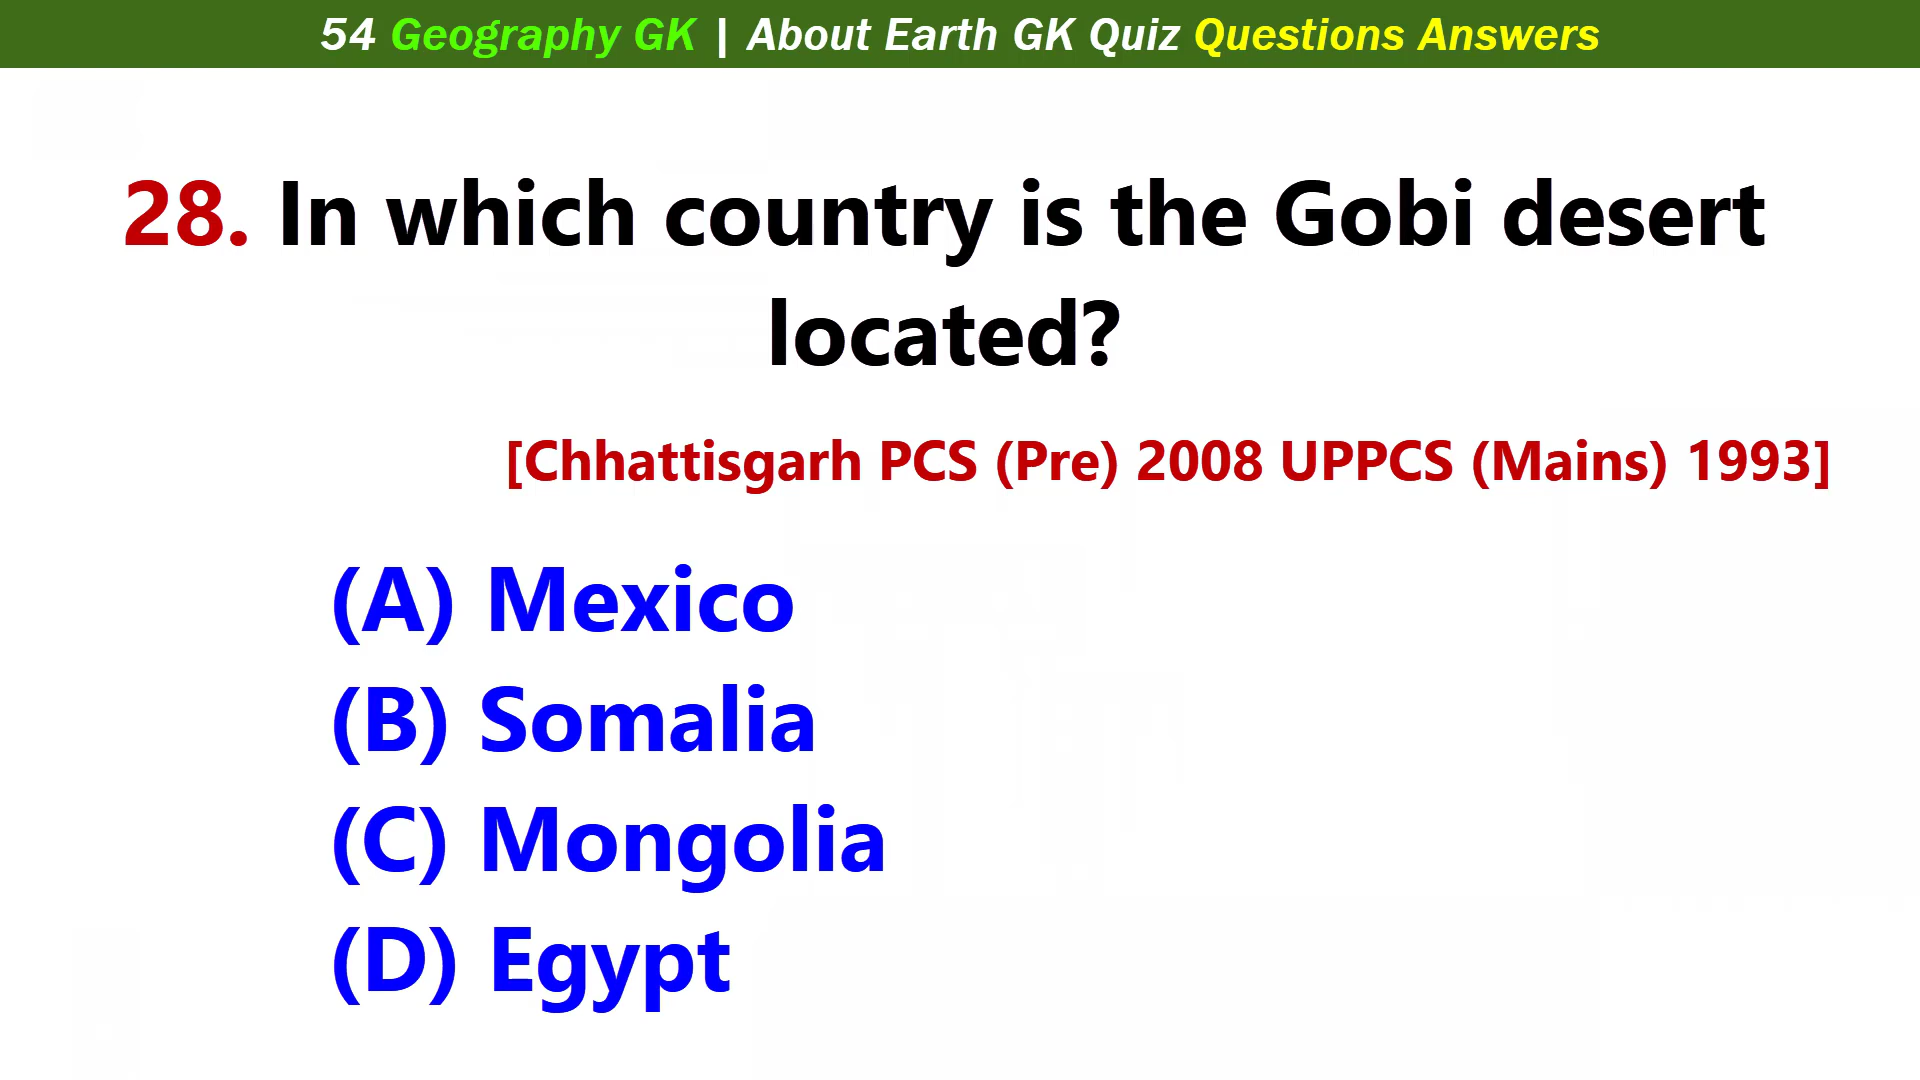 54 Geography GK | About Earth GK Quiz Questions Answers
28. In which country is the Gobi desert
located?
[Chhattisgarh PCS (Pre) 2008 UPPCS (Mains) 1993]
(A) Mexico
(B) Somalia
(C) Mongolia
(D) Egypt